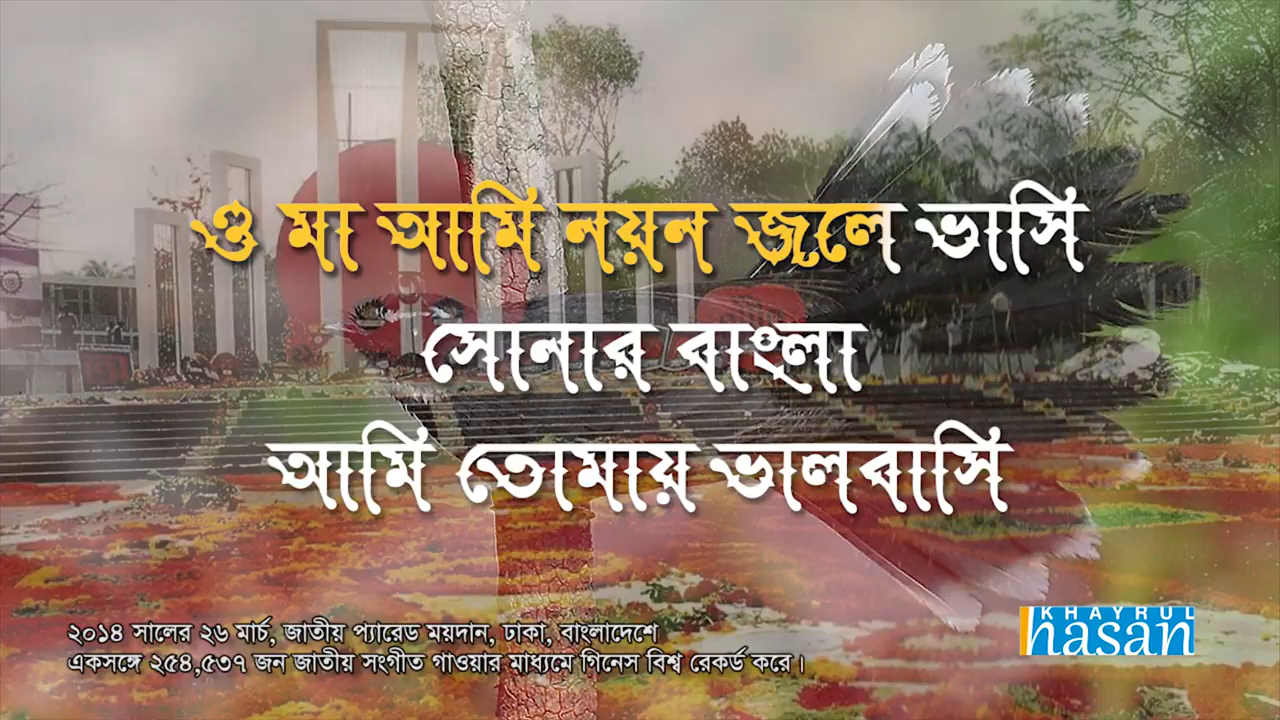 ও মা আমি নয়ন জলে ভাসি
সোনার বাংলা
আমি তোমায় ভালবাসি
২০১৪ সালের ২৬ মার্চ, জাতীয় প্যারেড ময়দান, ঢাকা, বাংলাদেশে
একসঙ্গে ২৫৪,৫৩৭ জন জাতীয় সংগীত গাওয়ার মাধ্যমে গিনেস বিশ্ব রেকর্ড করে।
KHAYRUL
hasan